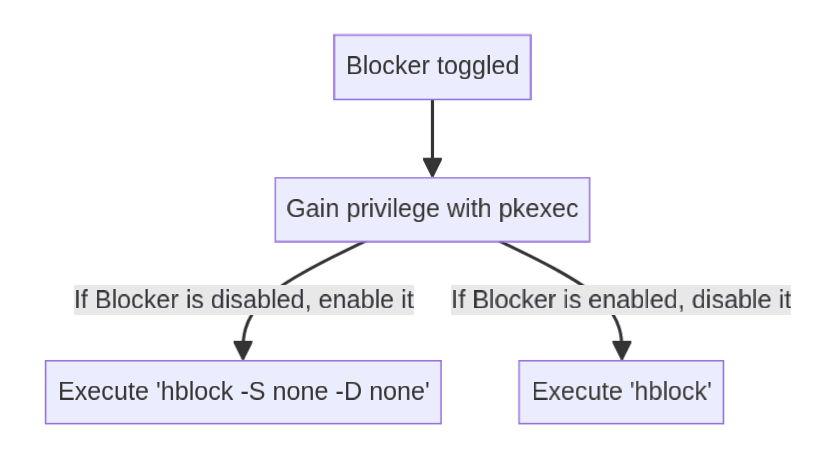 Blocker toggled
Gain privilege with pkexec
If Blocker is disabled, enable it
If Blocker is enabled, disable it
Execute 'hblock -S none -D none'
Execute 'hblock'